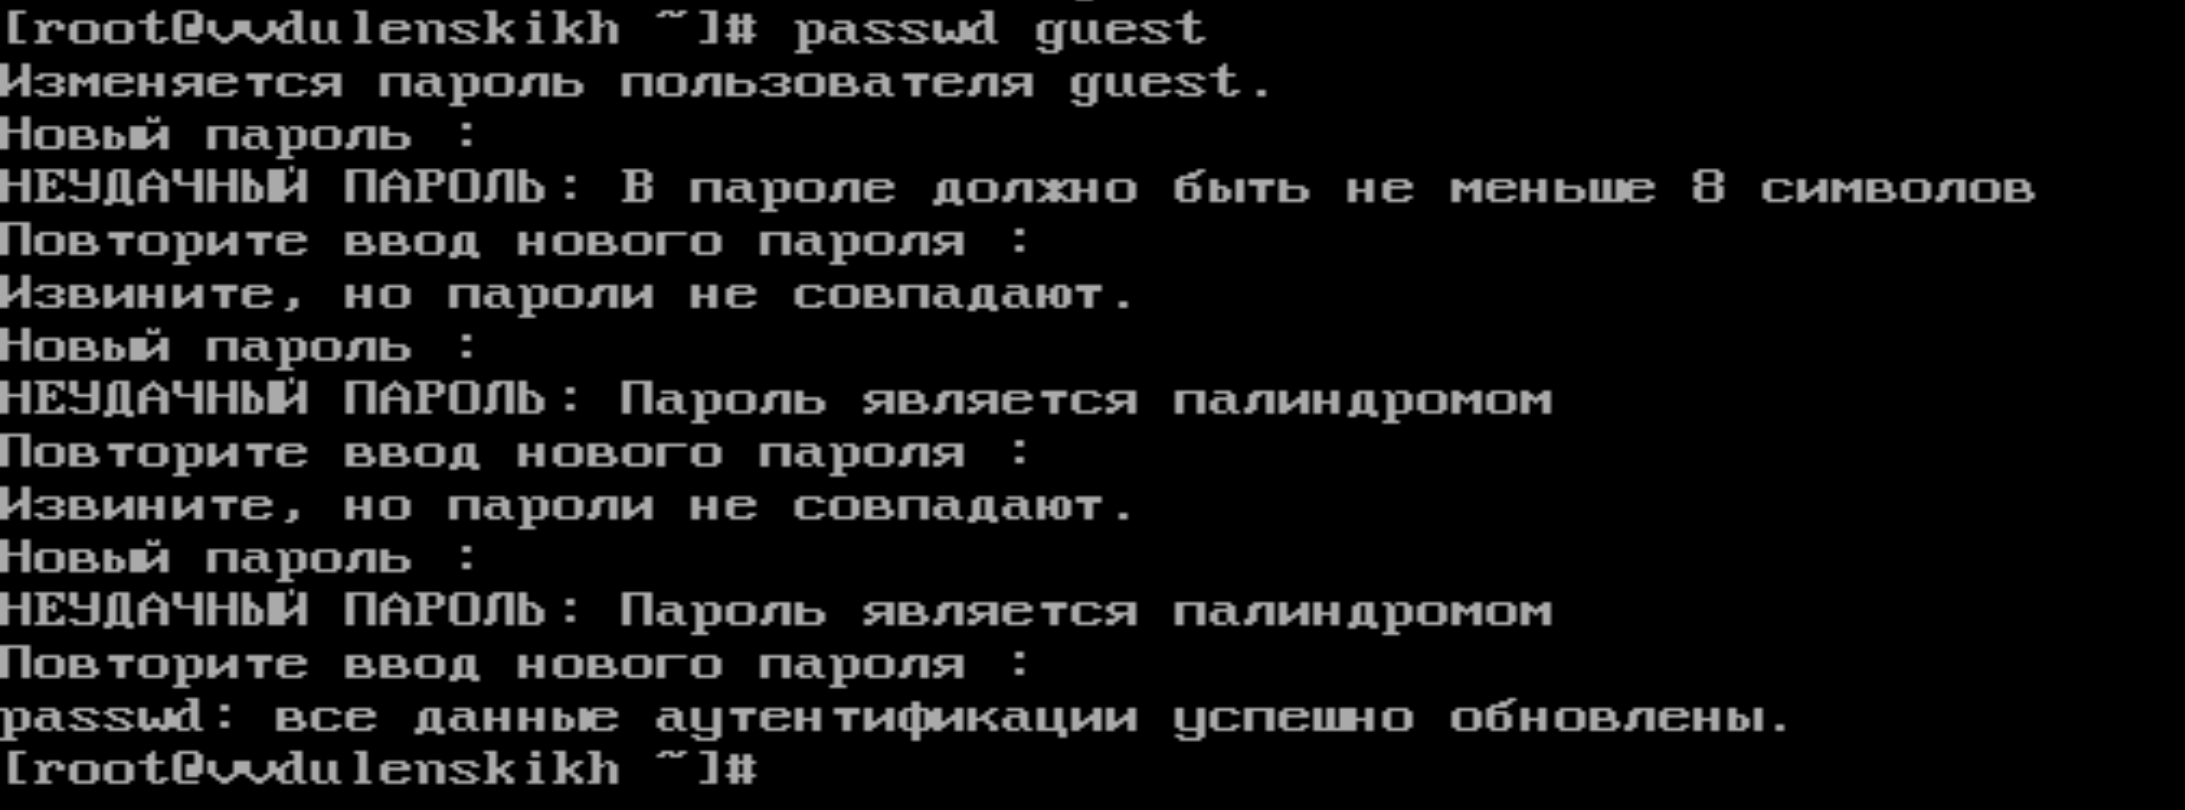 [root@vvdulenskikh ~]# passwd guest
Изменяется пароль пользователя guest.
Новый пароль :
НЕУДАЧНЫЙ ПАРОЛЬ: В пароле должно быть не меньше 8 символов
Повторите ввод нового пароля :
Извините, но пароли не совпадают.
Новый пароль :
НЕУДАЧНЫЙ ПАРОЛЬ: Пароль является палиндромом
Повторите ввод нового пароля :
Извините, но пароли не совпадают.
Новый пароль :
НЕУДАЧНЫЙ ПАРОЛЬ: Пароль является палиндромом
Повторите ввод нового пароля :
passwd: все данные аутентификации успешно обновлены.
[root@vvdulenskikh ~]#